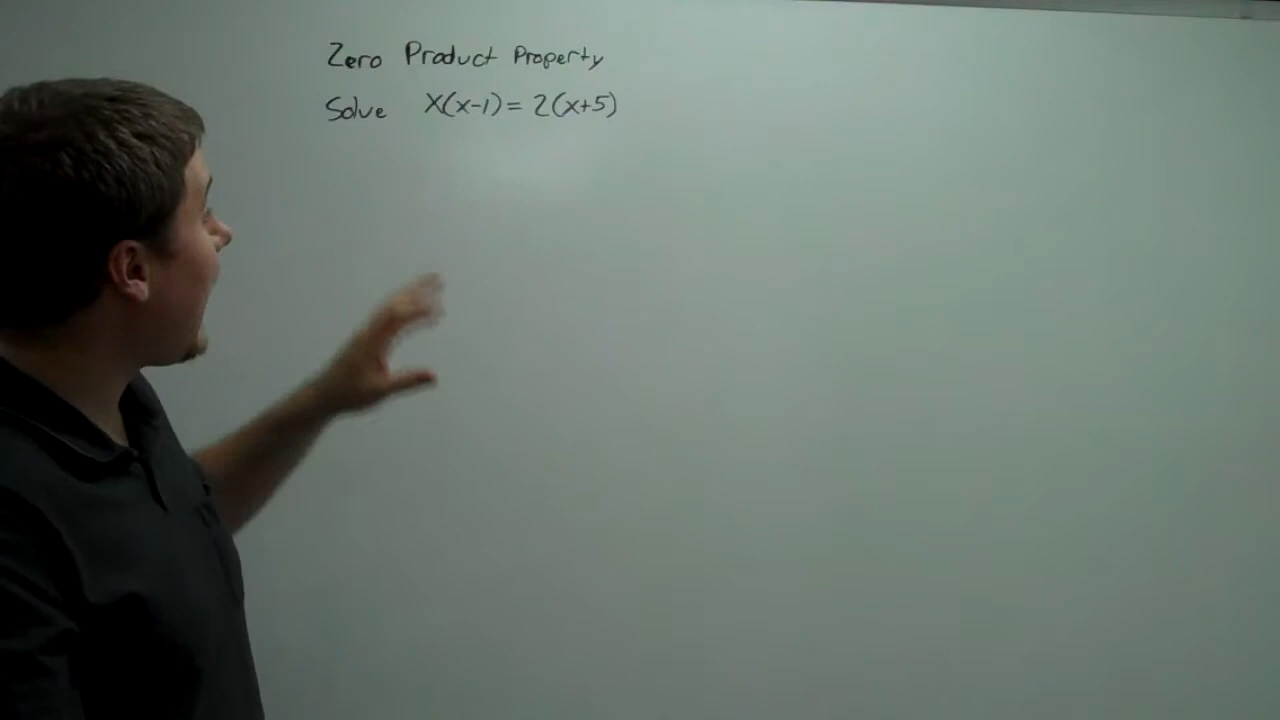 Zero Product Property
Solve X(x-1) = 2(x+5)